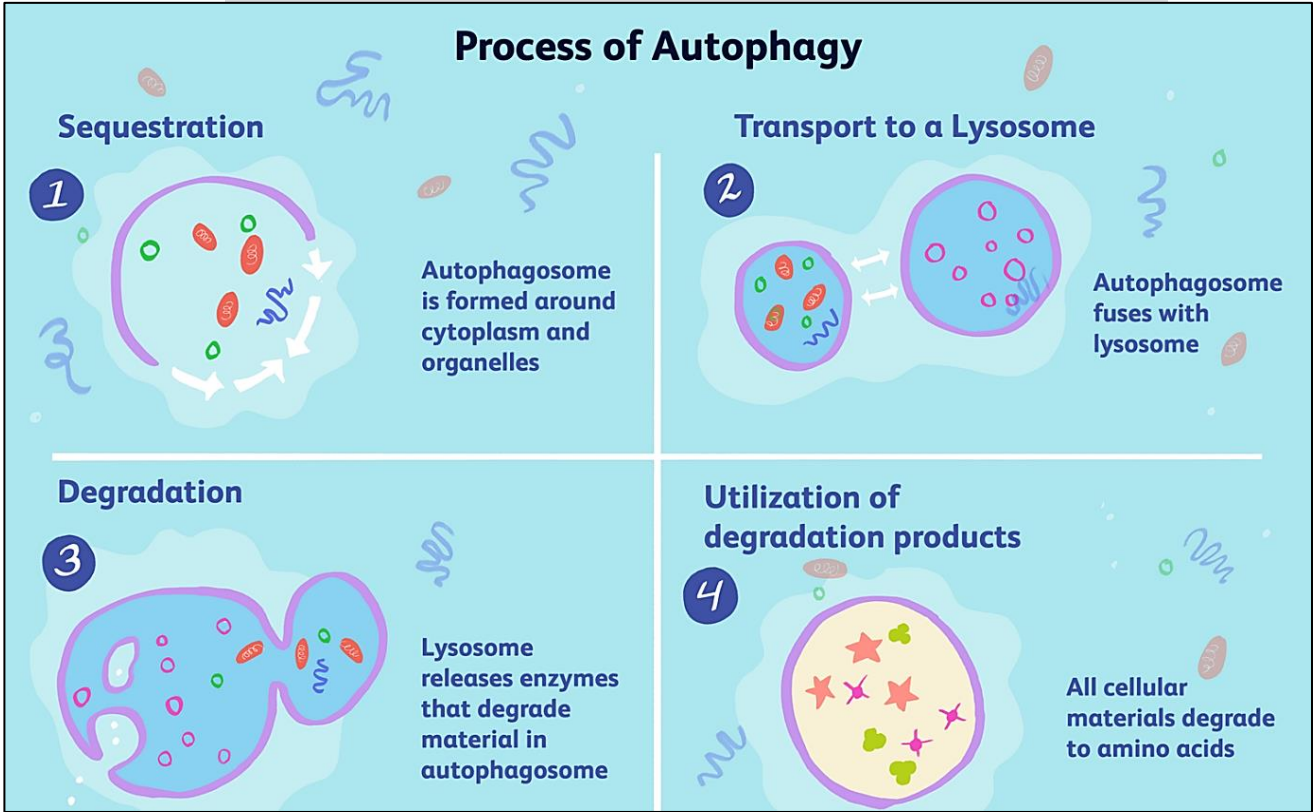 Process of Autophagy
Sequestration
1
Autophagosome
is formed around
cytoplasm and
organelles
Transport to a Lysosome
2
Autophagosome
fuses with
lysosome
Degradation
3
Lysosome
releases enzymes
that degrade
material in
autophagosome
Utilization of
degradation products
4
All cellular
materials degrade
to amino acids